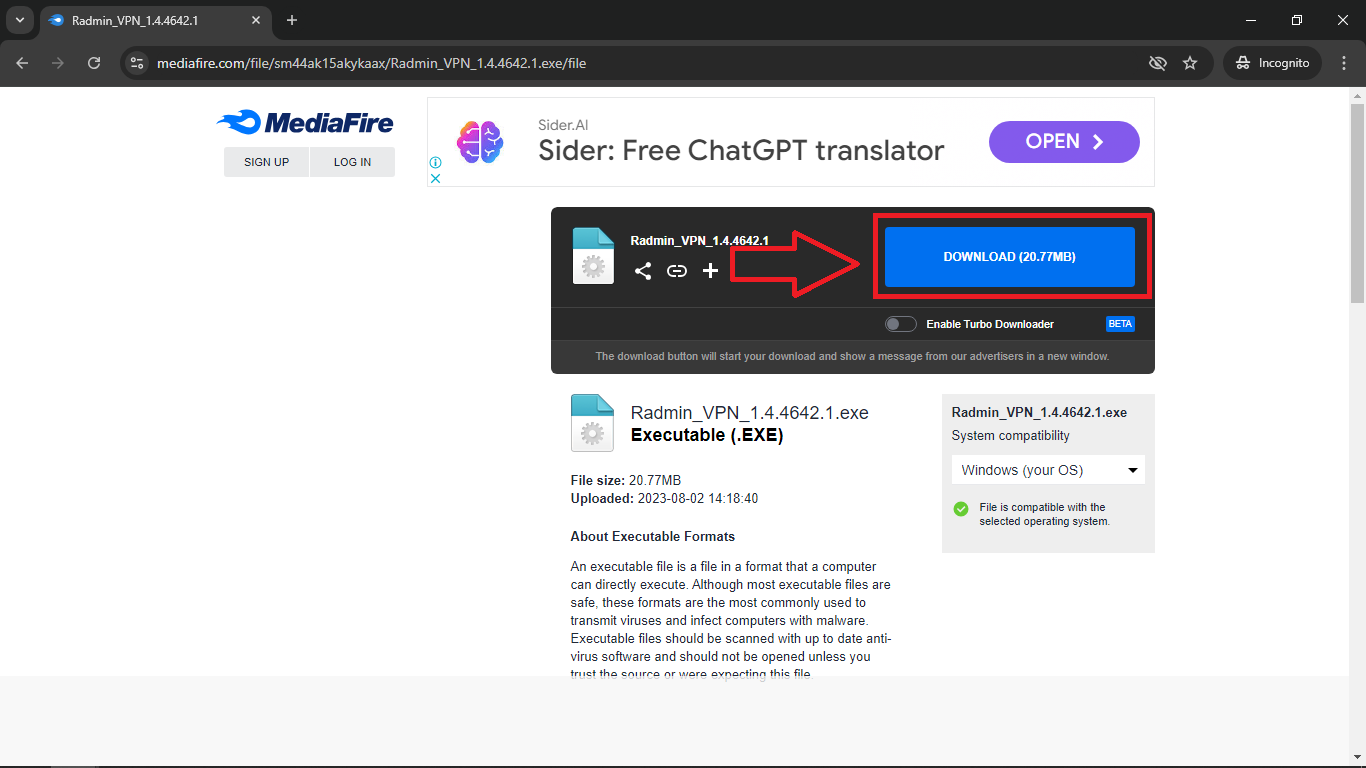 Radmin_VPN_1.4.4642.1
mediafire.com/file/sm44ak15akykaax/Radmin_VPN_1.4.4642.1.exe/file
Incognito
MediaFire
SIGN UP
LOG IN
Sider.AI
Sider: Free ChatGPT translator
OPEN
Radmin_VPN_1.4.4642.1
DOWNLOAD (20.77MB)
Enable Turbo Downloader
BETA
The download button will start your download and show a message from our advertisers in a new window.
Radmin_VPN_1.4.4642.1.exe
Executable (.EXE)
File size: 20.77MB
Uploaded: 2023-08-02 14:18:40
About Executable Formats
An executable file is a file in a format that a computer
can directly execute. Although most executable files are
safe, these formats are the most commonly used to
transmit viruses and infect computers with malware.
Executable files should be scanned with up to date anti-
virus software and should not be opened unless you
trust the source or were expecting this file.
Radmin_VPN_1.4.4642.1.exe
System compatibility
Windows (your OS)
File is compatible with the
selected operating system.